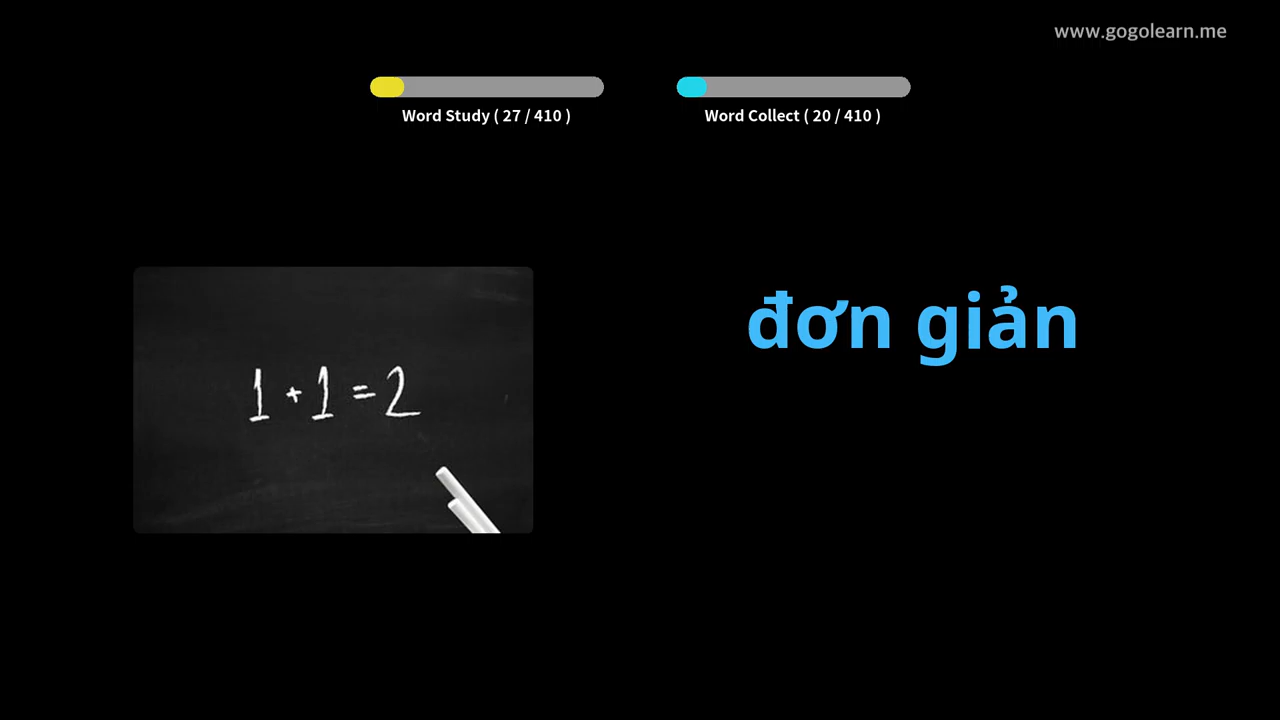 www.gogolearn.me
Word Study ( 27 / 410 )
Word Collect ( 20 / 410 )
đơn giản
1 + 1 = 2